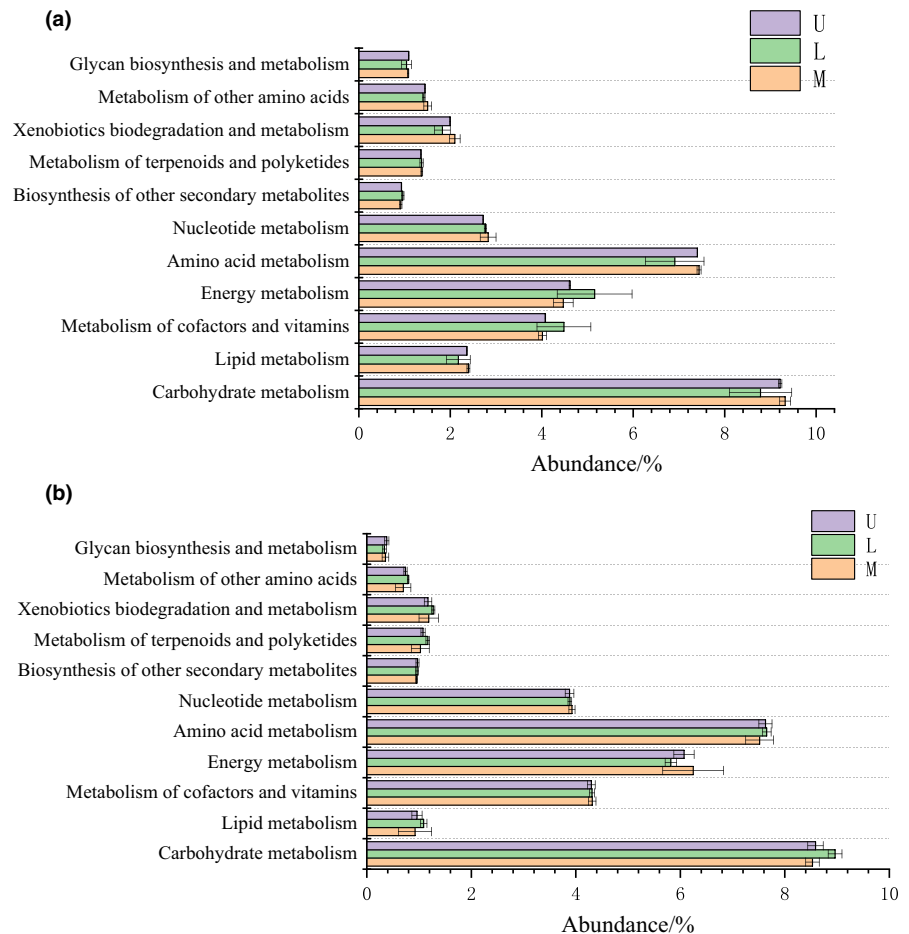 (a)
U
L
M
Glycan biosynthesis and metabolism
Metabolism of other amino acids
Xenobiotics biodegradation and metabolism
Metabolism of terpenoids and polyketides
Biosynthesis of other secondary metabolites
Nucleotide metabolism
Amino acid metabolism
Energy metabolism
Metabolism of cofactors and vitamins
Lipid metabolism
Carbohydrate metabolism
0 2 4 6 8 10
Abundance/%
(b)
U
L
M
Glycan biosynthesis and metabolism
Metabolism of other amino acids
Xenobiotics biodegradation and metabolism
Metabolism of terpenoids and polyketides
Biosynthesis of other secondary metabolites
Nucleotide metabolism
Amino acid metabolism
Energy metabolism
Metabolism of cofactors and vitamins
Lipid metabolism
Carbohydrate metabolism
0 2 4 6 8 10
Abundance/%